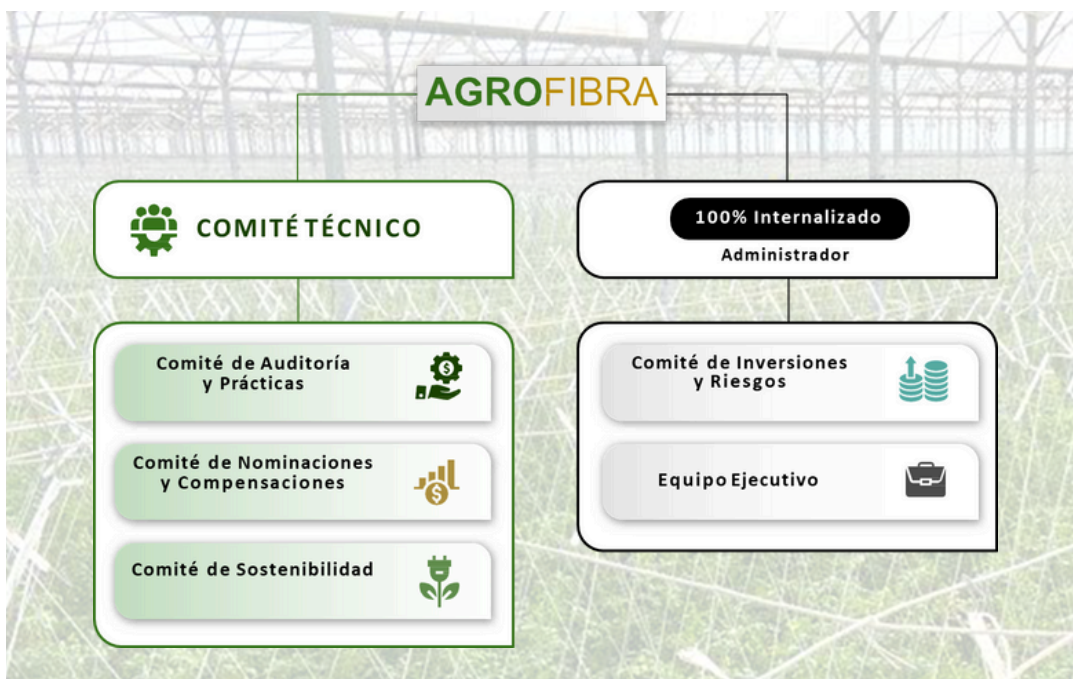 AGROFIBRA
COMITÉ TÉCNICO
Comité de Auditoría
y Prácticas
Comité de Nominaciones
y Compensaciones
Comité de Sostenibilidad
100% Internalizado
Administrador
Comité de Inversiones
y Riesgos
Equipo Ejecutivo